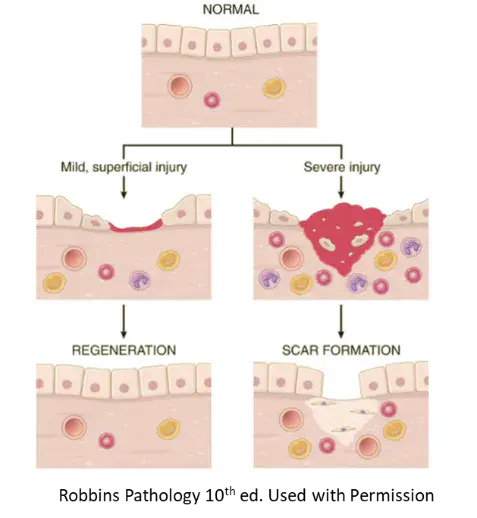 NORMAL
Mild, superficial injury
Severe injury
REGENERATION
SCAR FORMATION
Robbins Pathology 10th ed. Used with Permission